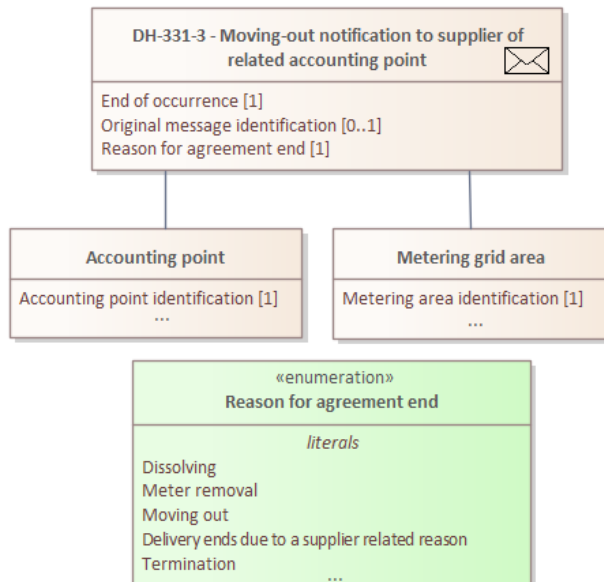 DH-331-3 - Moving-out notification to supplier of
related accounting point
End of occurrence [1]
Original message identification [0..1]
Reason for agreement end [1]
Accounting point
Accounting point identification [1]
...
Metering grid area
Metering area identification [1]
...
«enumeration»
Reason for agreement end
literals
Dissolving
Meter removal
Moving out
Delivery ends due to a supplier related reason
Termination
...